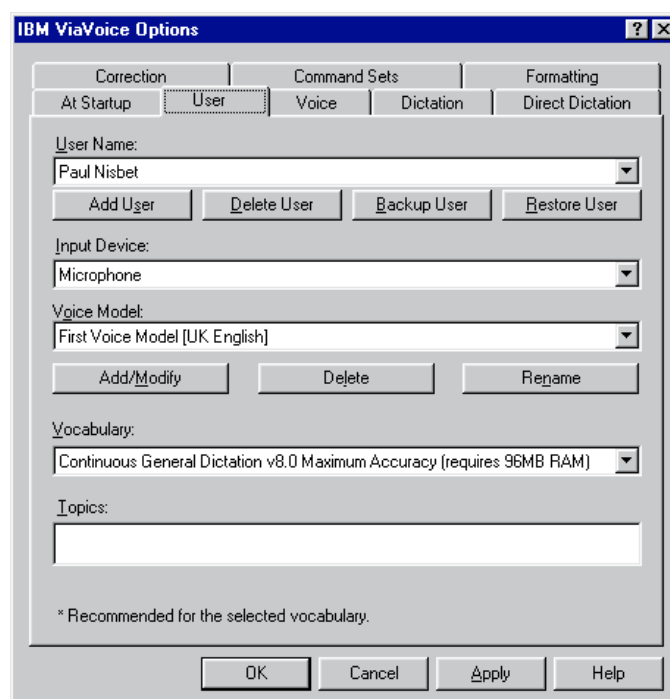 IBM ViaVoice Options
Correction Command Sets Formatting
At Startup User Voice Dictation Direct Dictation
User Name:
Paul Nisbet
Add User Delete User Backup User Restore User
Input Device:
Microphone
Voice Model:
First Voice Model [UK English]
Add/Modify Delete Rename
Vocabulary:
Continuous General Dictation v8.0 Maximum Accuracy (requires 96MB RAM)
Topics:
* Recommended for the selected vocabulary.
OK Cancel Apply Help